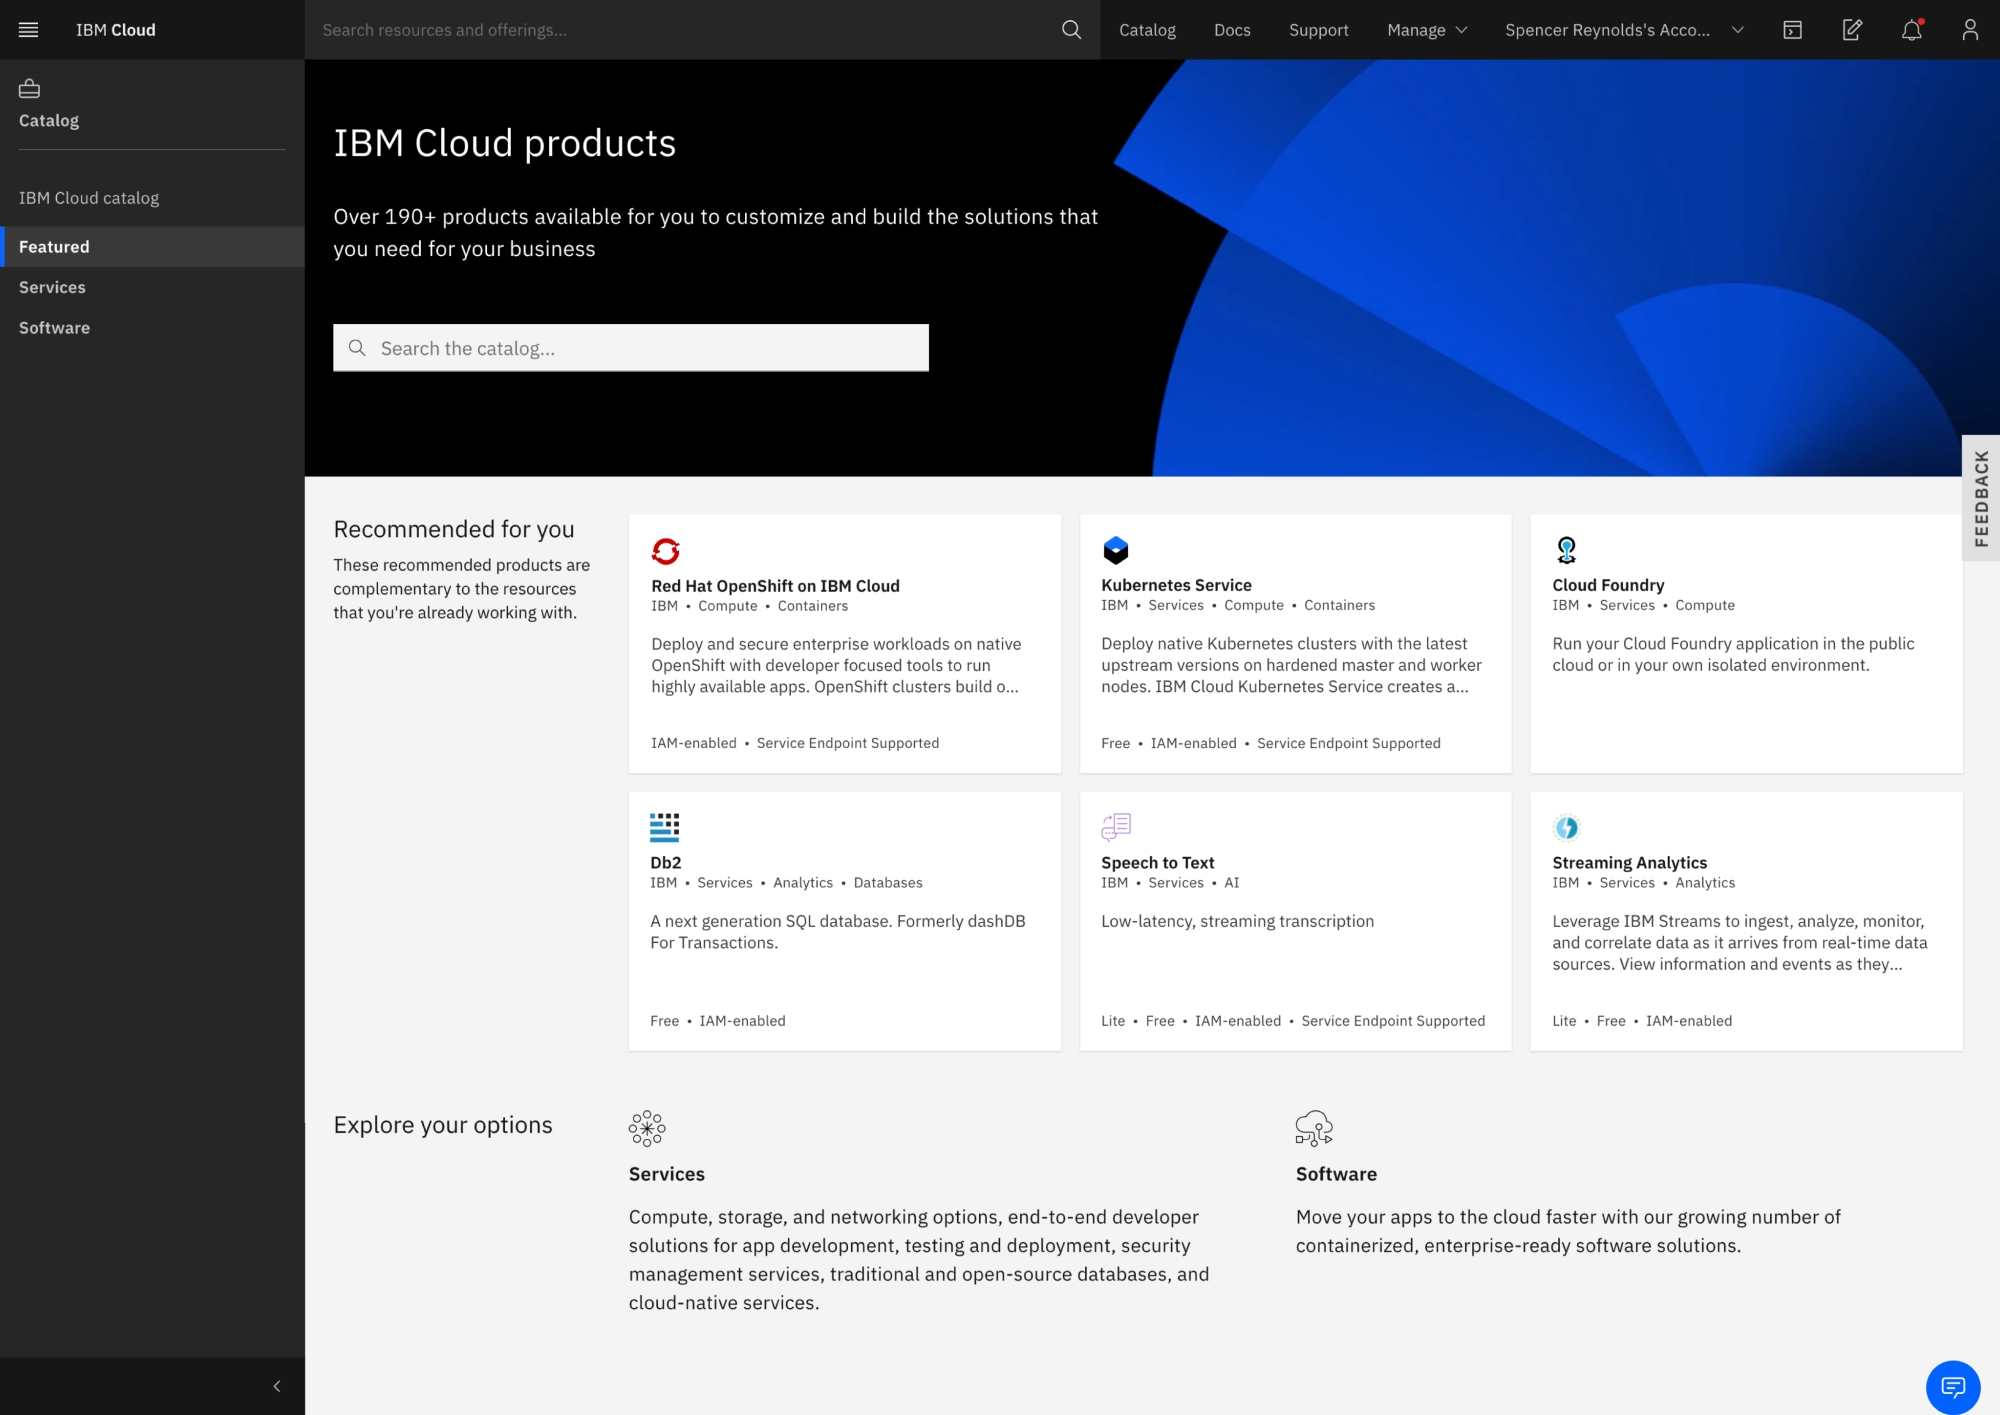 IBM Cloud
Search resources and offerings...
Catalog
Docs
Support
Manage
Spencer Reynolds's Acco...
Catalog
IBM Cloud catalog
Featured
Services
Software
IBM Cloud products
Over 190+ products available for you to customize and build the solutions that
you need for your business
Search the catalog...
FEEDBACK
Recommended for you
These recommended products are
complementary to the resources
that you're already working with.
Red Hat OpenShift on IBM Cloud
IBM • Compute • Containers
Deploy and secure enterprise workloads on native
OpenShift with developer focused tools to run
highly available apps. OpenShift clusters build o...
IAM-enabled • Service Endpoint Supported
Kubernetes Service
IBM • Services • Compute • Containers
Deploy native Kubernetes clusters with the latest
upstream versions on hardened master and worker
nodes. IBM Cloud Kubernetes Service creates a...
Free • IAM-enabled • Service Endpoint Supported
Cloud Foundry
IBM • Services • Compute
Run your Cloud Foundry application in the public
cloud or in your own isolated environment.
Db2
IBM • Services • Analytics • Databases
A next generation SQL database. Formerly dashDB
For Transactions.
Free • IAM-enabled
Speech to Text
IBM • Services • AI
Low-latency, streaming transcription
Lite • Free • IAM-enabled • Service Endpoint Supported
Streaming Analytics
IBM • Services • Analytics
Leverage IBM Streams to ingest, analyze, monitor,
and correlate data as it arrives from real-time data
sources. View information and events as they...
Lite • Free • IAM-enabled
Explore your options
Services
Compute, storage, and networking options, end-to-end developer
solutions for app development, testing and deployment, security
management services, traditional and open-source databases, and
cloud-native services.
Software
Move your apps to the cloud faster with our growing number of
containerized, enterprise-ready software solutions.